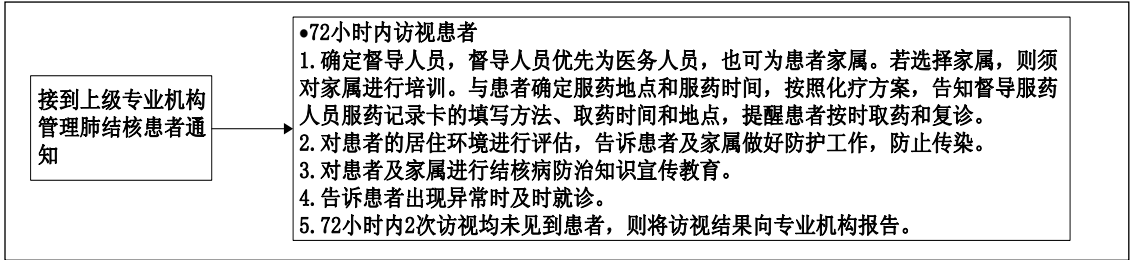 接到上级专业机构
管理肺结核患者通
知
●72小时内访视患者
1.确定督导人员，督导人员优先为医务人员，也可为患者家属。若选择家属，则须
对家属进行培训。与患者确定服药地点和服药时间，按照化疗方案，告知督导服药
人员服药记录卡的填写方法、取药时间和地点，提醒患者按时取药和复诊。
2.对患者的居住环境进行评估，告诉患者及家属做好防护工作，防止传染。
3.对患者及家属进行结核病防治知识宣传教育。
4.告诉患者出现异常时及时就诊。
5.72小时内2次访视均未见到患者，则将访视结果向专业机构报告。